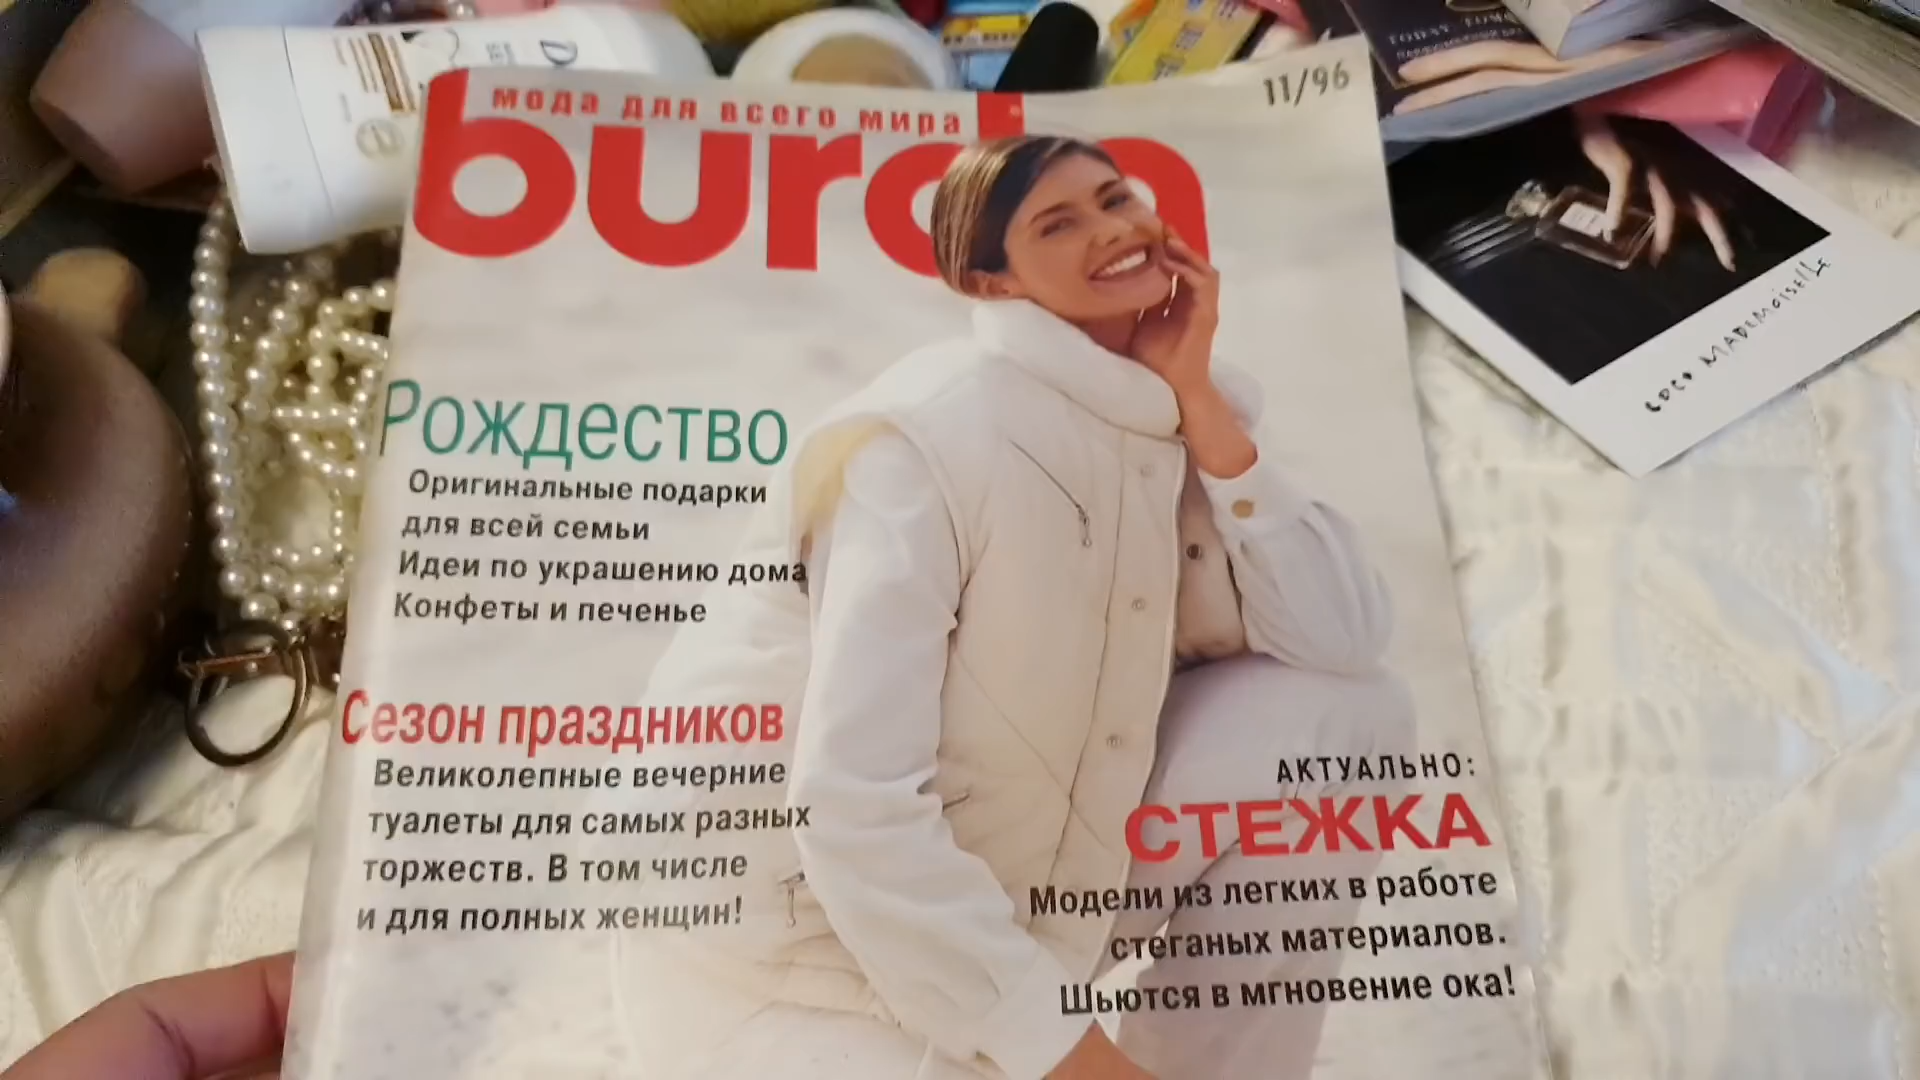 мода для всего мира
11/96
burda
Рождество
Оригинальные подарки
для всей семьи
Идеи по украшению дома
Конфеты и печенье
Сезон праздников
Великолепные вечерние
туалеты для самых разных
торжеств. В том числе
и для полных женщин!
АКТУАЛЬНО:
СТЕЖКА
Модели из легких в работе
стеганых материалов.
Шьются в мгновение ока!
COCO MADEMOISELLE